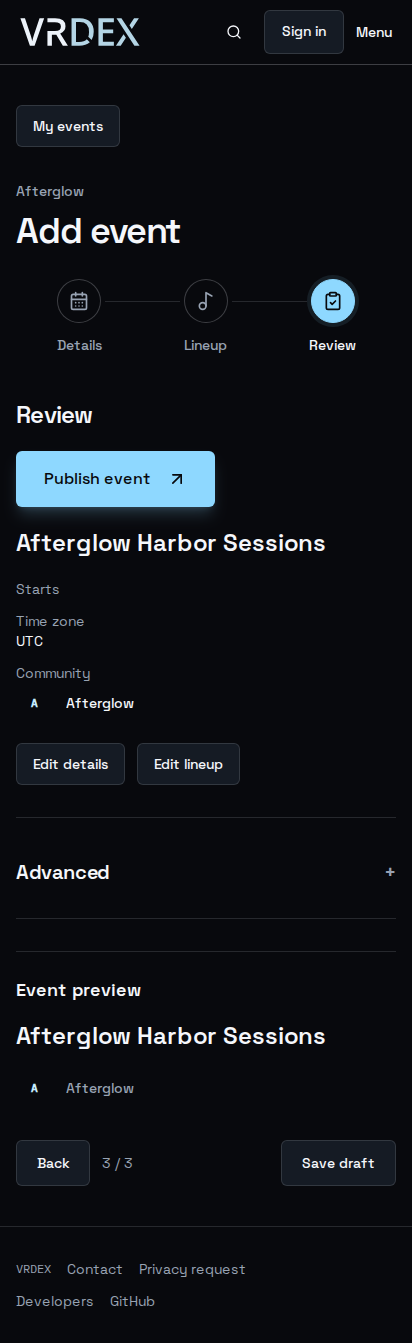 VRDEX
Sign in
Menu
My events
Afterglow
Add event
Details
Lineup
Review
Review
Publish event
Afterglow Harbor Sessions
Starts
Time zone
UTC
Community
A Afterglow
Edit details
Edit lineup
Advanced +
Event preview
Afterglow Harbor Sessions
A Afterglow
Back
3 / 3
Save draft
VRDEX Contact Privacy request
Developers GitHub